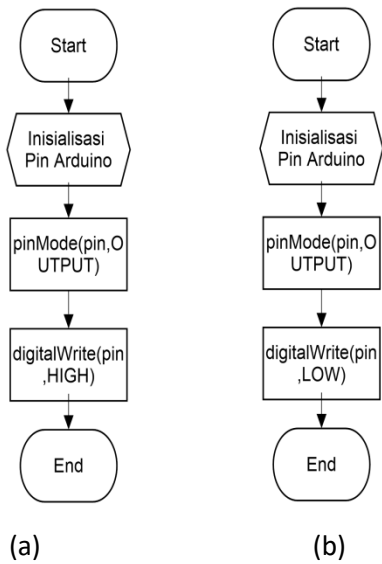 Start
Inisialisasi
Pin Arduino
pinMode(pin,O
UTPUT)
digitalWrite(pin
,HIGH)
End
(a)
Start
Inisialisasi
Pin Arduino
pinMode(pin,O
UTPUT)
digitalWrite(pin
,LOW)
End
(b)